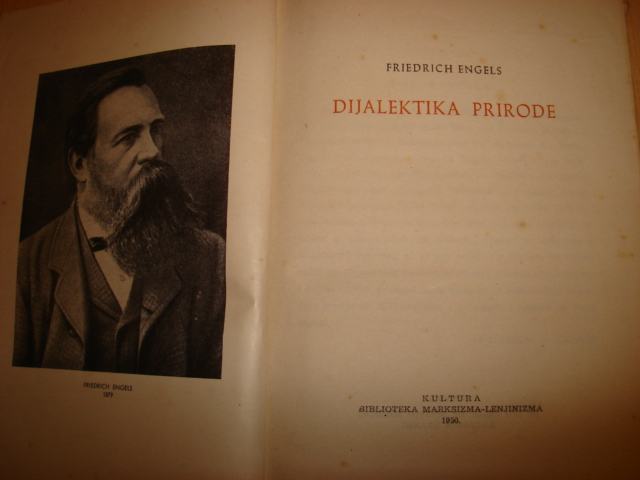 FRIEDRICH ENGELS
1879
FRIEDRICH ENGELS
DIJALEKTIKA PRIRODE
KULTURA
BIBLIOTEKA MARKSIZMA-LENJINIZMA
1950.